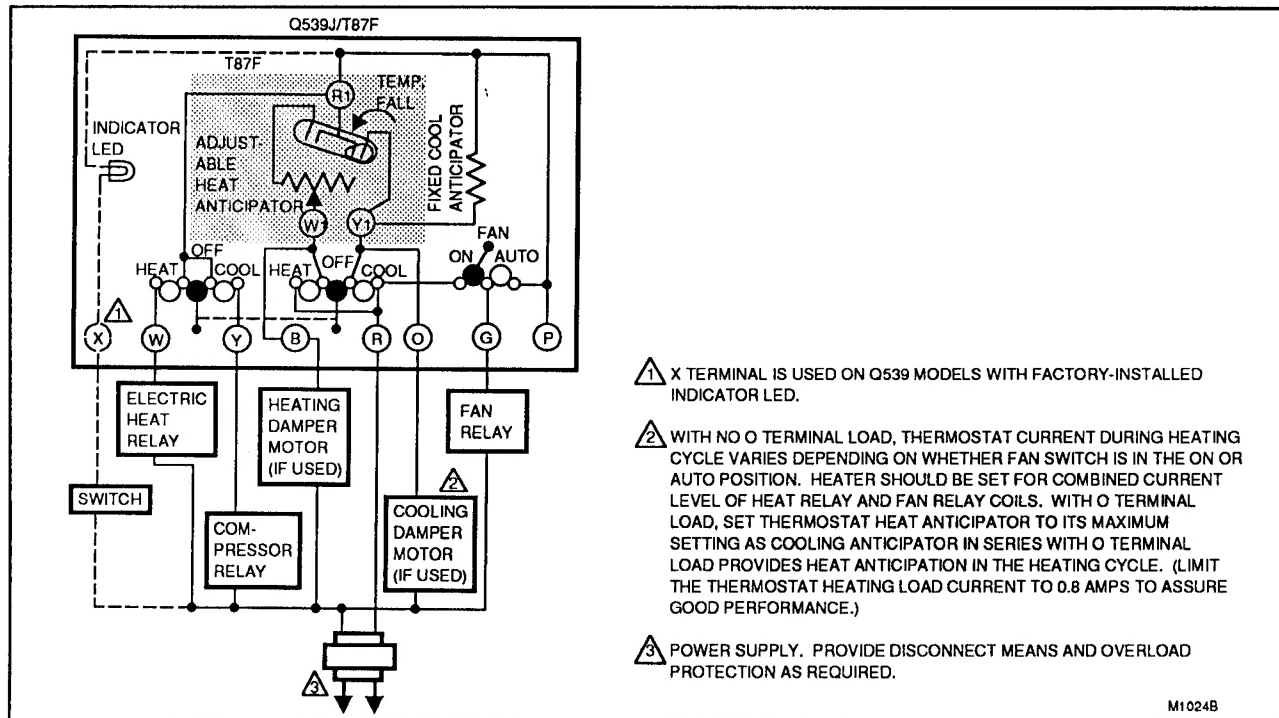 Q539J/T87F
T87F
R1
TEMP.
FALL
INDICATOR
LED
ADJUST-
ABLE
HEAT
ANTICIPATOR
FIXED COOL
ANTICIPATOR
W1
Y1
FAN
ON
AUTO
OFF
HEAT
COOL
HEAT
OFF
COOL
1
X
W
Y
B
R
O
G
P
ELECTRIC
HEAT
RELAY
HEATING
DAMPER
MOTOR
(IF USED)
FAN
RELAY
2
SWITCH
COM-
PRESSOR
RELAY
COOLING
DAMPER
MOTOR
(IF USED)
3
1 X TERMINAL IS USED ON Q539 MODELS WITH FACTORY-INSTALLED
INDICATOR LED.
2 WITH NO O TERMINAL LOAD, THERMOSTAT CURRENT DURING HEATING
CYCLE VARIES DEPENDING ON WHETHER FAN SWITCH IS IN THE ON OR
AUTO POSITION. HEATER SHOULD BE SET FOR COMBINED CURRENT
LEVEL OF HEAT RELAY AND FAN RELAY COILS. WITH O TERMINAL
LOAD, SET THERMOSTAT HEAT ANTICIPATOR TO ITS MAXIMUM
SETTING AS COOLING ANTICIPATOR IN SERIES WITH O TERMINAL
LOAD PROVIDES HEAT ANTICIPATION IN THE HEATING CYCLE. (LIMIT
THE THERMOSTAT HEATING LOAD CURRENT TO 0.8 AMPS TO ASSURE
GOOD PERFORMANCE.)
3 POWER SUPPLY. PROVIDE DISCONNECT MEANS AND OVERLOAD
PROTECTION AS REQUIRED.
M1024B